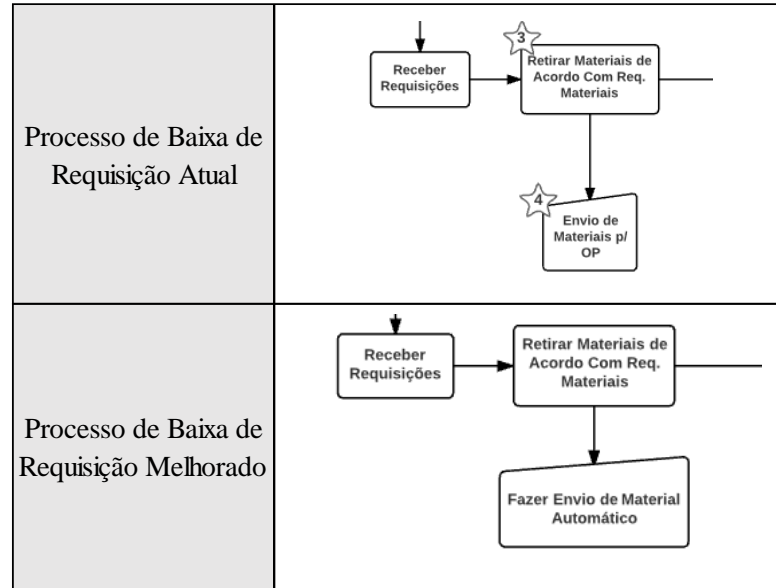 Processo de Baixa de
Requisição Atual
Receber
Requisições
3
Retirar Materiais de
Acordo Com Req.
Materiais
4
Envio de
Materiais p/
OP
Processo de Baixa de
Requisição Melhorado
Receber
Requisições
Retirar Materiais de
Acordo Com Req.
Materiais
Fazer Envio de Material
Automático